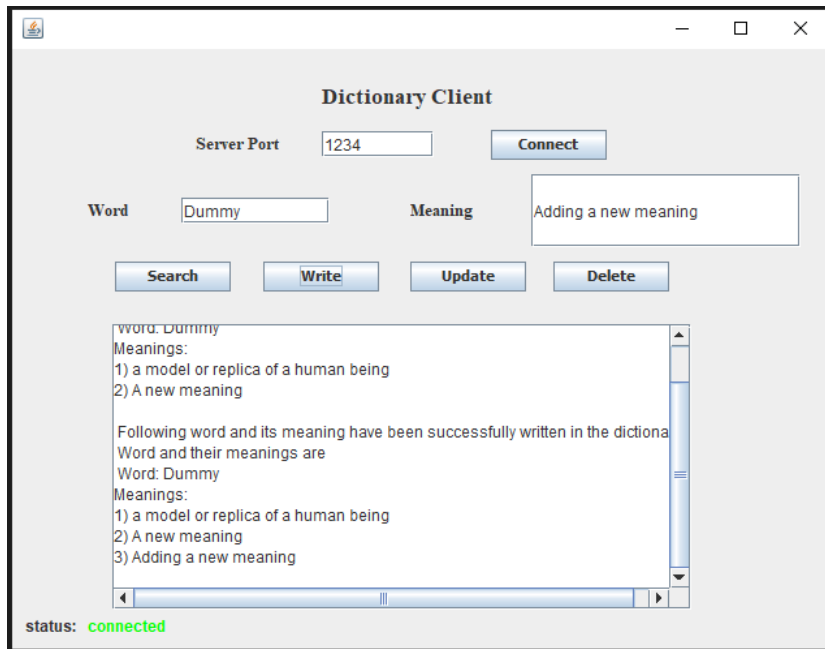 Dictionary Client
Server Port 1234 Connect
Word Dummy Meaning Adding a new meaning
Search Write Update Delete
Word: Dummy
Meanings:
1) a model or replica of a human being
2) A new meaning
Following word and its meaning have been successfully written in the dictiona
Word and their meanings are
Word: Dummy
Meanings:
1) a model or replica of a human being
2) A new meaning
3) Adding a new meaning
status: connected